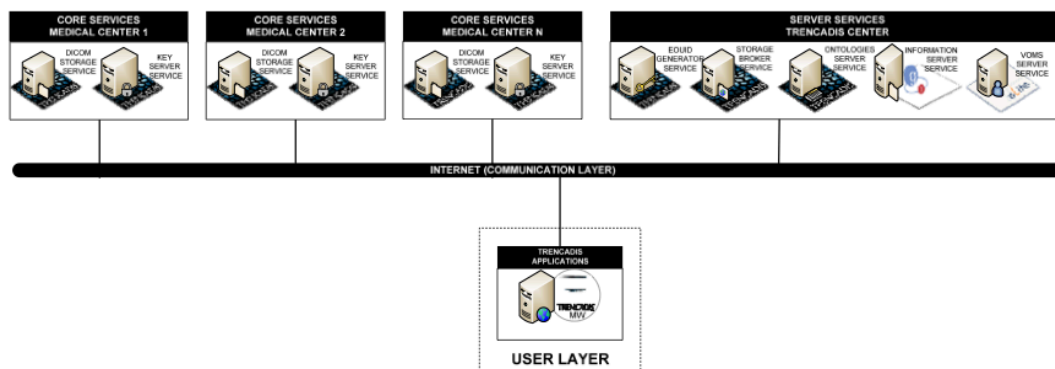 CORE SERVICES
MEDICAL CENTER 1
DICOM
STORAGE
SERVICE
KEY
SERVER
SERVICE
CORE SERVICES
MEDICAL CENTER 2
DICOM
STORAGE
SERVICE
KEY
SERVER
SERVICE
CORE SERVICES
MEDICAL CENTER N
DICOM
STORAGE
SERVICE
KEY
SERVER
SERVICE
SERVER SERVICES
TRENCADIS CENTER
EOUID
GENERATOR
SERVICE
STORAGE
BROKER
SERVICE
ONTOLOGIES
SERVER
SERVICE
INFORMATION
SERVER
SERVICE
VOMS
SERVER
SERVICE
INTERNET (COMMUNICATION LAYER)
TRENCADIS
APPLICATIONS
TRENCADIS
MW
USER LAYER